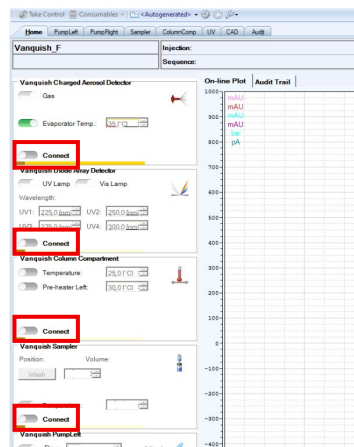 Take Control Consumables <Autogenerated>
Home PumpLeft PumpRight Sampler ColumnComp UV CAD Audit
Vanquish_F
Injection:
Sequence:
Vanquish Charged Aerosol Detector
Gas
Evaporator Temp.: 35 [°C]
Connect
Vanquish Diode Array Detector
UV Lamp Vis Lamp
Wavelength:
UV1: 225,0 [nm] UV2: 250,0 [nm]
UV3: 275,0 [nm] UV4: 300,0 [nm]
Connect
Vanquish Column Compartment
Temperature: 25,0 [°C]
Pre-heater Left: 30,0 [°C]
Connect
Vanquish Sampler
Position: Volume:
Wash
Connect
Vanquish PumpLeft
On-line Plot Audit Trail
1000
mAU
mAU
mAU
mAU
bar
pA
900
800
700
600
500
400
300
200
100
0
-100
-200
-300
-400